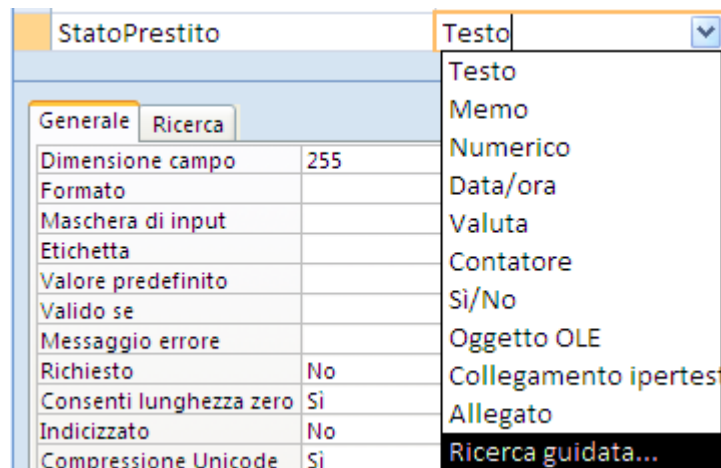 StatoPrestito Testo
Testo
Memo
Numerico
Data/ora
Valuta
Contatore
Sì/No
Oggetto OLE
Collegamento ipertest
Allegato
Ricerca guidata...
Generale Ricerca
Dimensione campo 255
Formato
Maschera di input
Etichetta
Valore predefinito
Valido se
Messaggio errore
Richiesto No
Consenti lunghezza zero Sì
Indicizzato No
Compressione Unicode Sì